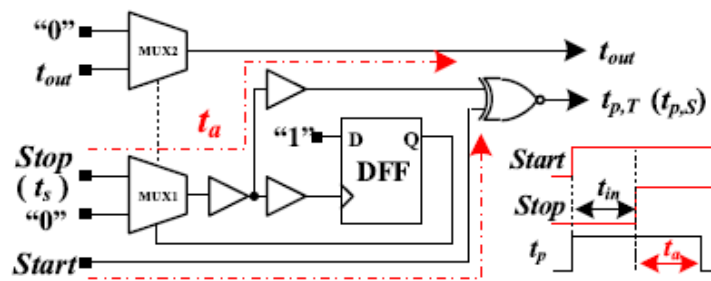 “0”
MUX2
t_out
t_out
t_a
t_p,T (t_p,S)
“1”
D
Q
DFF
Stop
(t_s)
MUX1
“0”
Start
Start
t_in
Stop
t_p
t_a